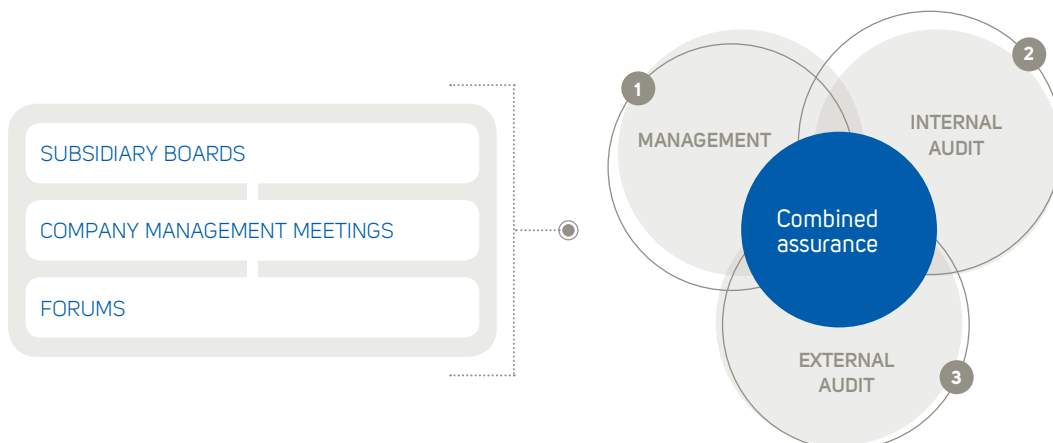 SUBSIDIARY BOARDS
COMPANY MANAGEMENT MEETINGS
FORUMS
1
MANAGEMENT
2
INTERNAL
AUDIT
Combined
assurance
EXTERNAL
AUDIT
3